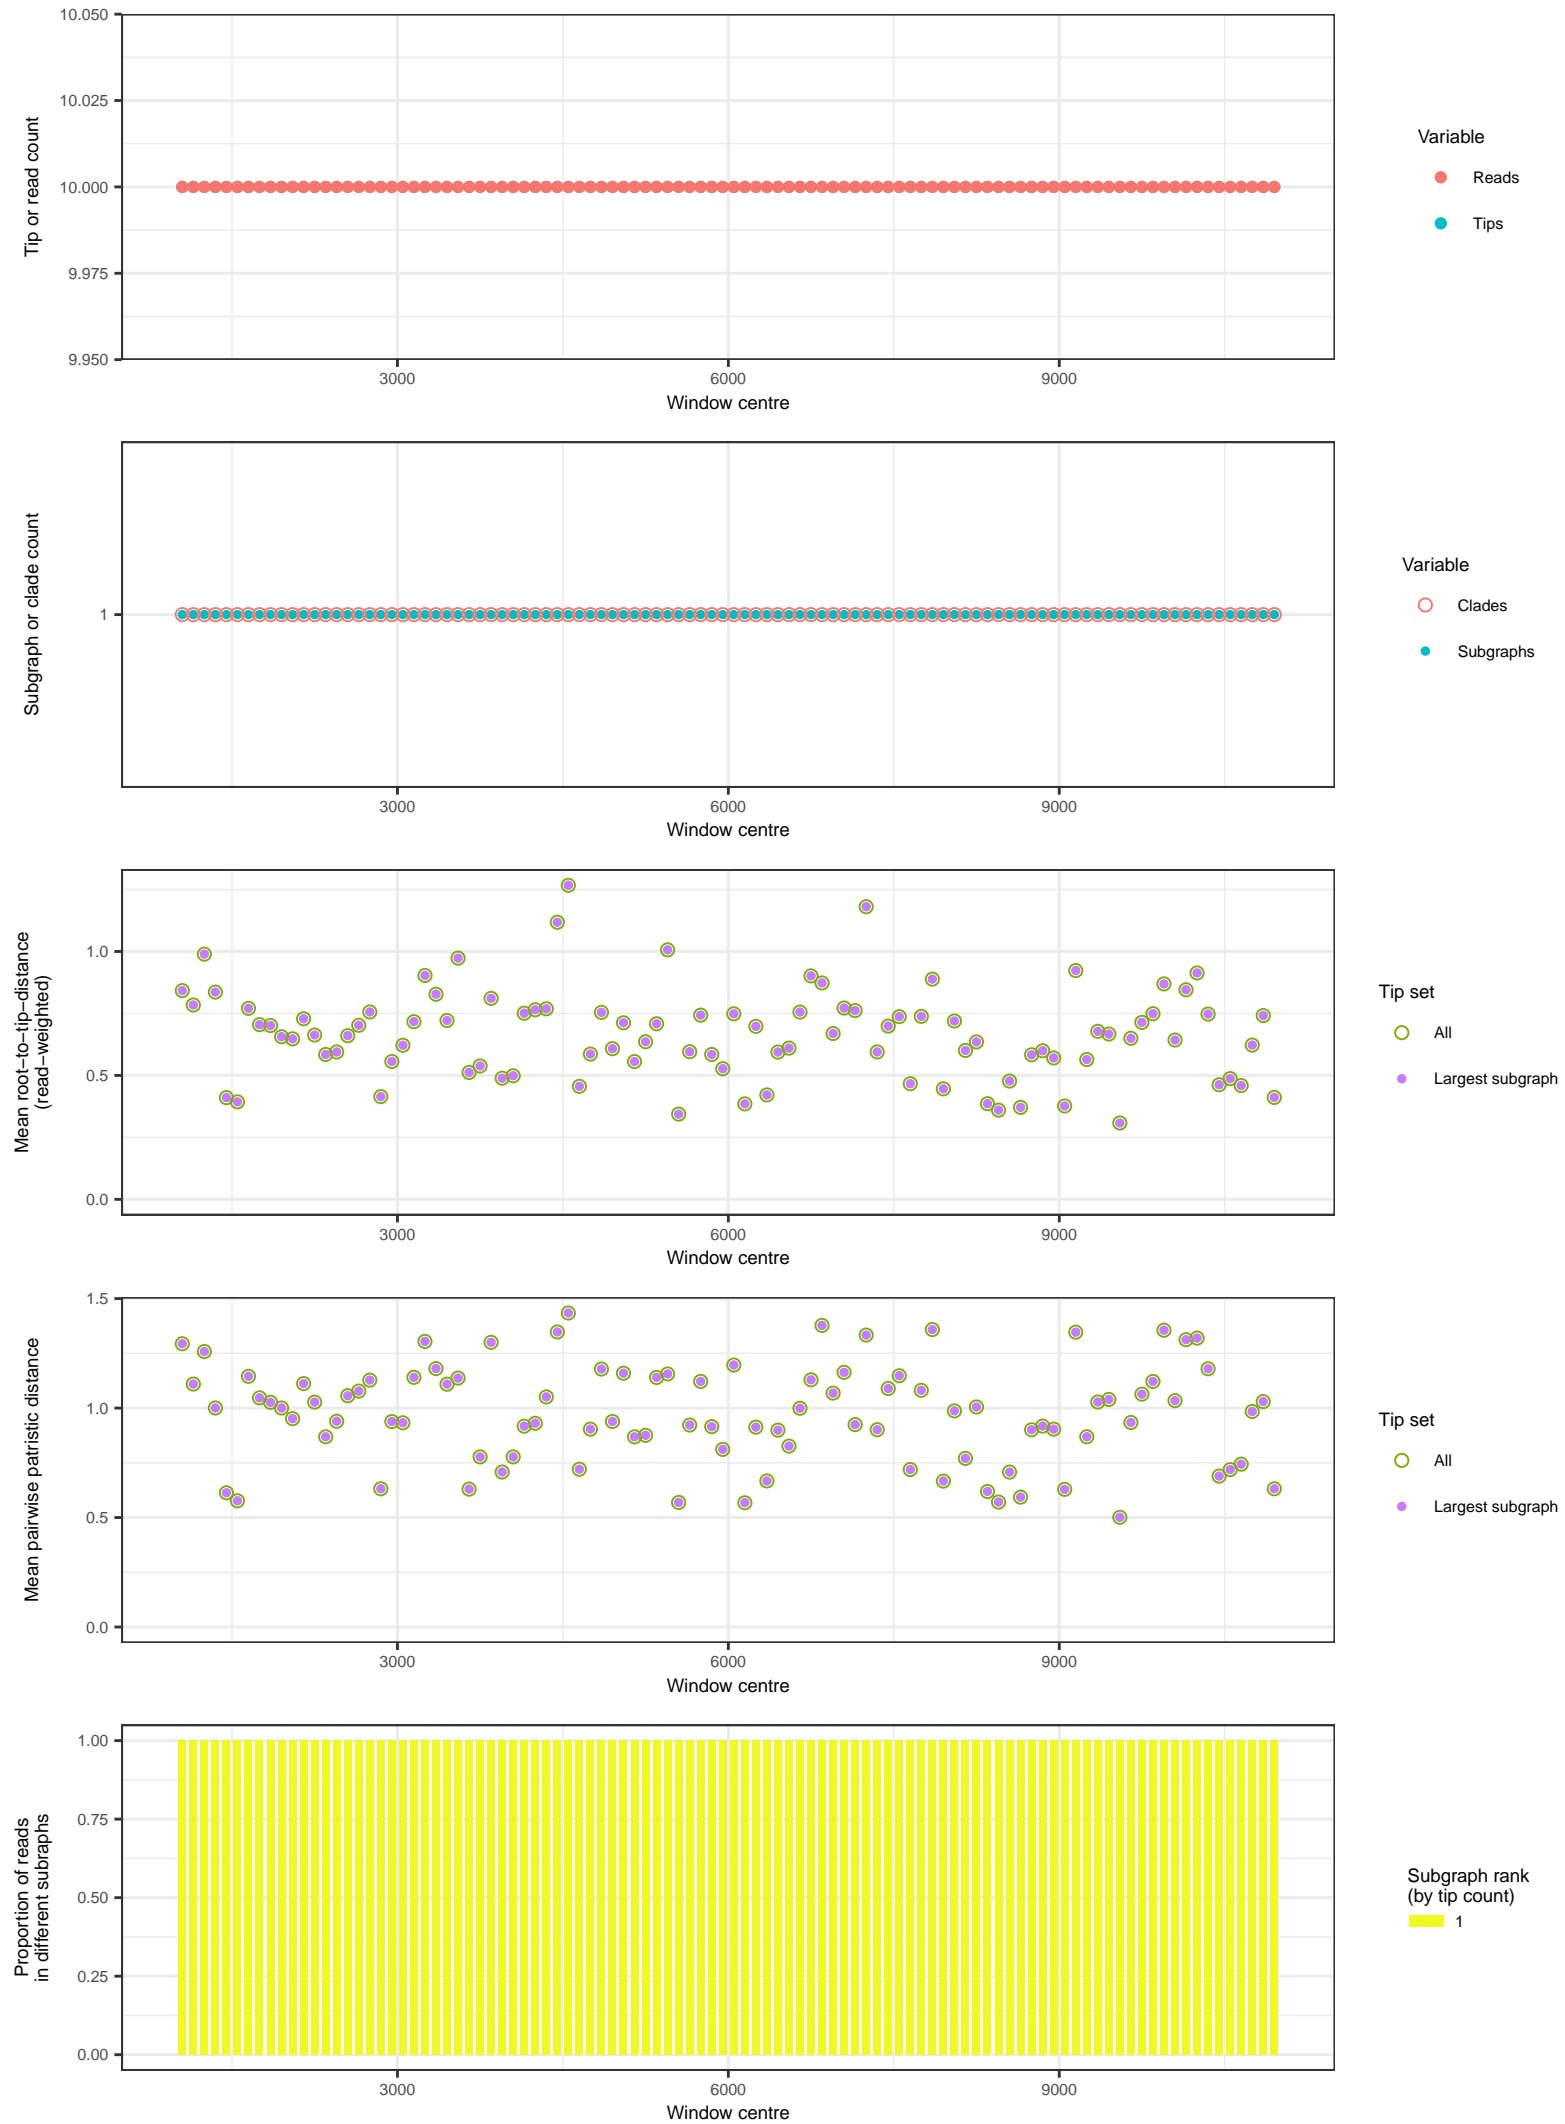 10.050
10.025
10.000
9.975
9.950
Tip or read count
3000
6000
9000
Window centre
Variable
Reads
Tips
1
Subgraph or clade count
3000
6000
9000
Window centre
Variable
Clades
Subgraphs
1.0
0.5
0.0
Mean root−to−tip−distance
(read−weighted)
3000
6000
9000
Window centre
Tip set
All
Largest subgraph
1.5
1.0
0.5
0.0
Mean pairwise patristic distance
3000
6000
9000
Window centre
Tip set
All
Largest subgraph
1.00
0.75
0.50
0.25
0.00
Proportion of reads
in different subraphs
3000
6000
9000
Window centre
Subgraph rank
(by tip count)
1